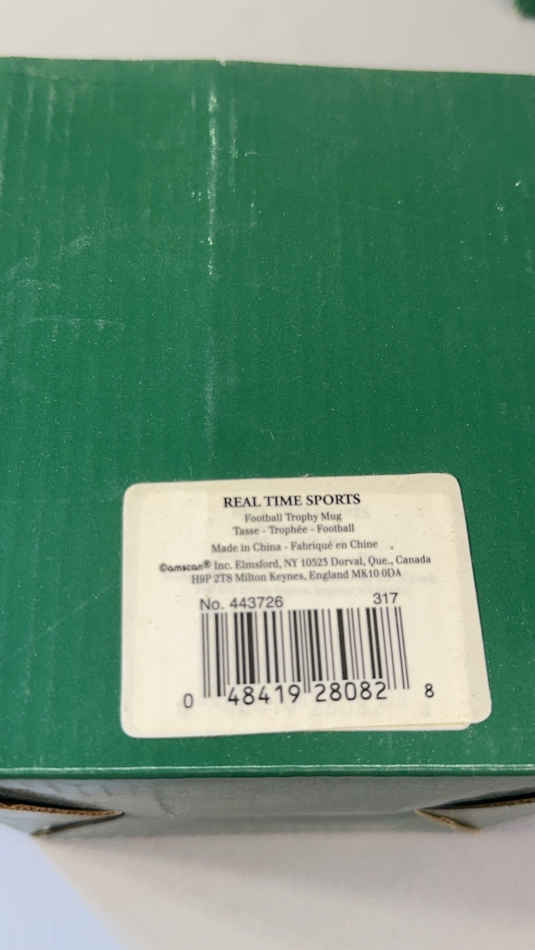 REAL TIME SPORTS
Football Trophy Mug
Tasse - Trophée - Football
Made in China - Fabriqué en Chine
©amscan® Inc. Elmsford, NY 10523 Dorval, Que., Canada
H9P 2T8 Milton Keynes, England MK10 0DA
No. 443726 317
0 48419 28082 8